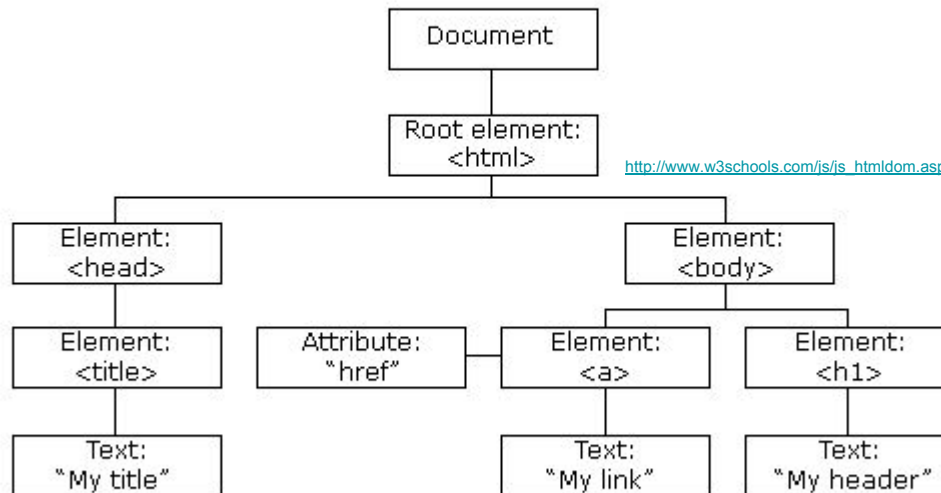 Document
Root element:
<html>
http://www.w3schools.com/js/js_htmldom.asp
Element:
<head>
Element:
<body>
Element:
<title>
Attribute:
“href”
Element:
<a>
Element:
<h1>
Text:
“My title”
Text:
“My link”
Text:
“My header”